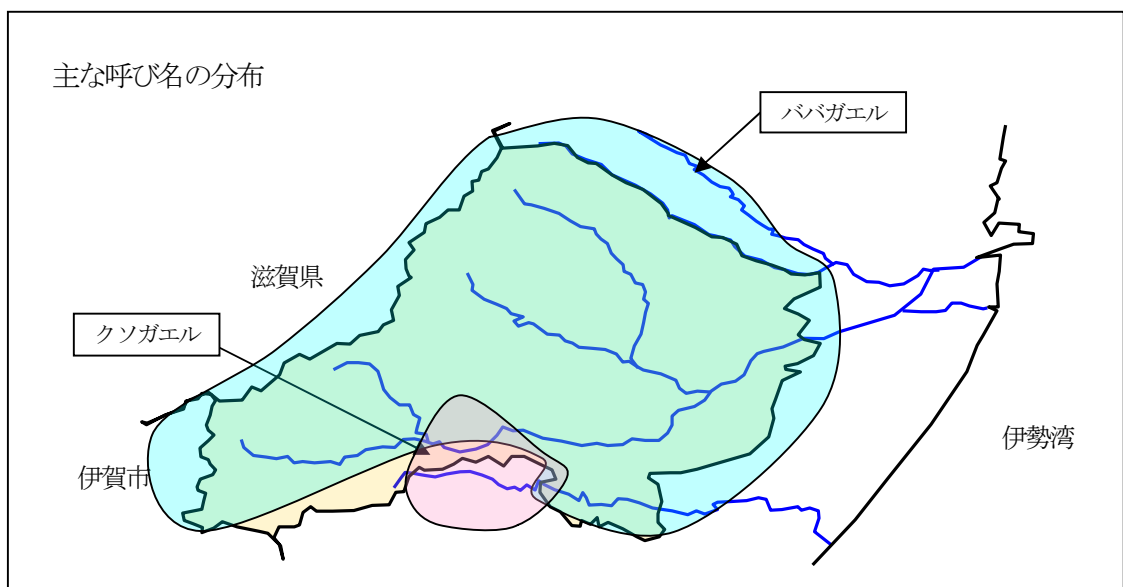 主な呼び名の分布
ババガエル
滋賀県
クソガエル
伊勢湾
伊賀市